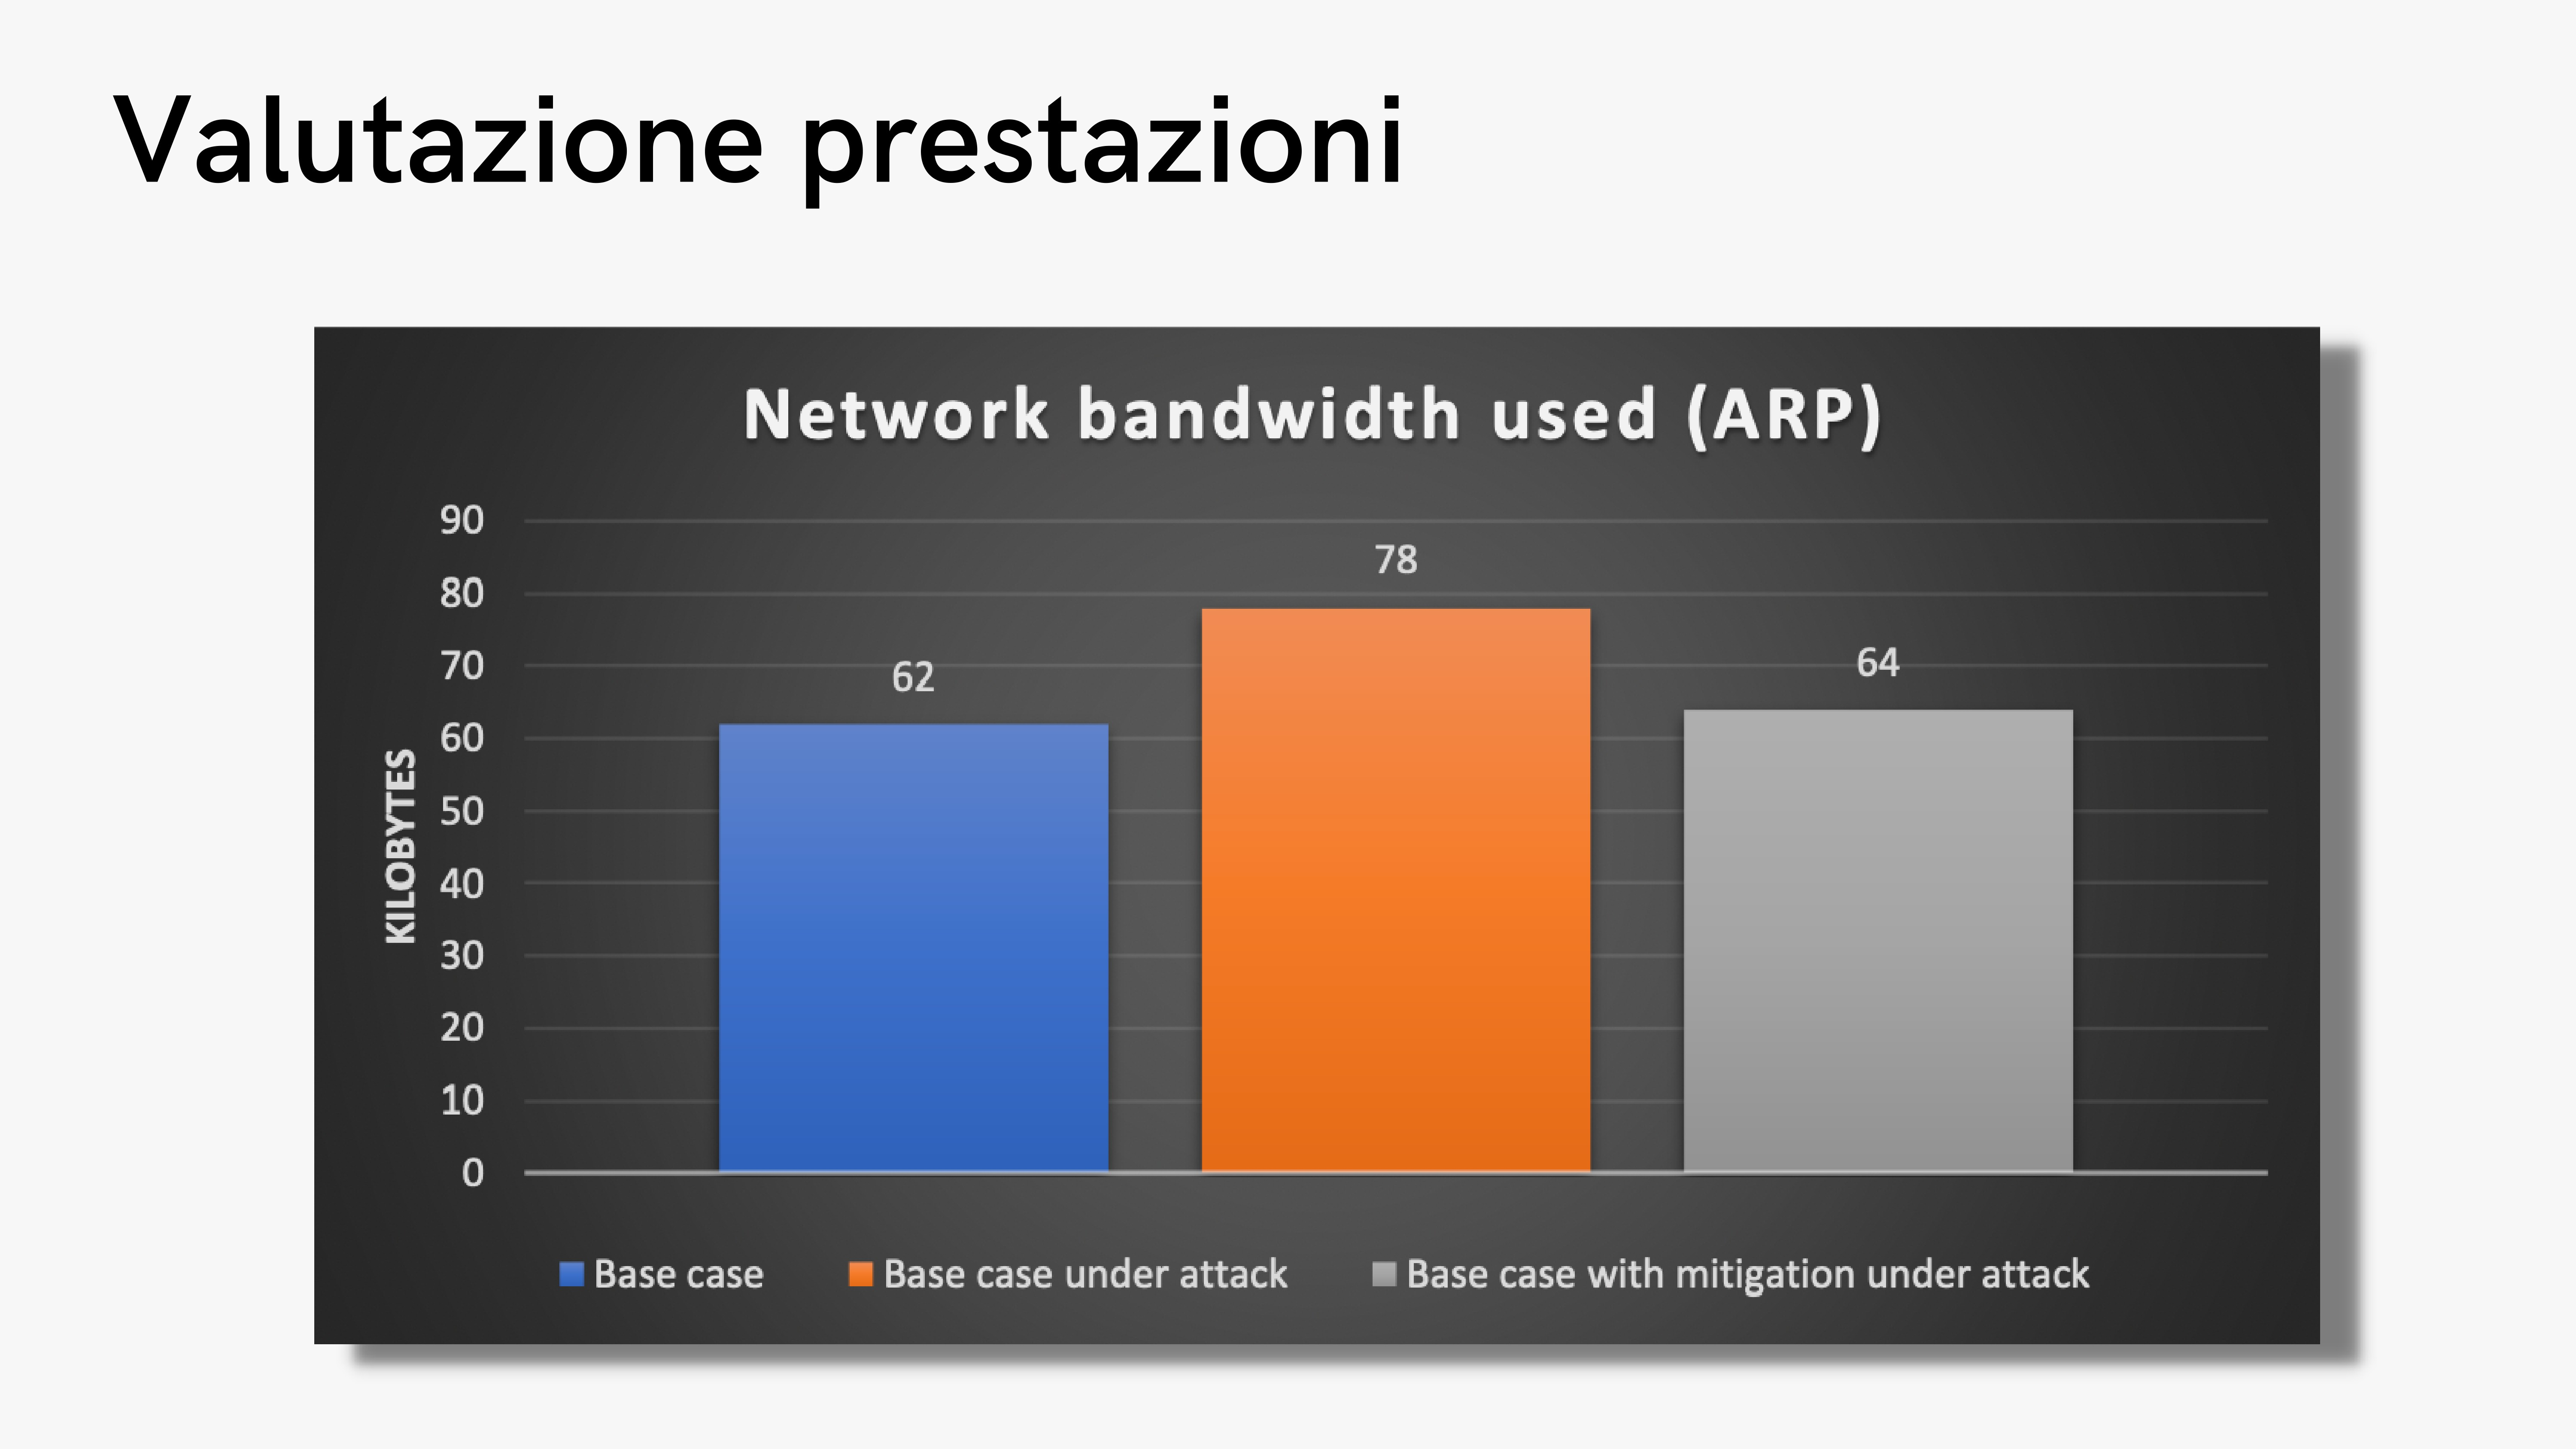 Valutazione prestazioni
Network bandwidth used (ARP)
KILOBYTES
90
80
70
60
50
40
30
20
10
0
62
78
64
Base case
Base case under attack
Base case with mitigation under attack